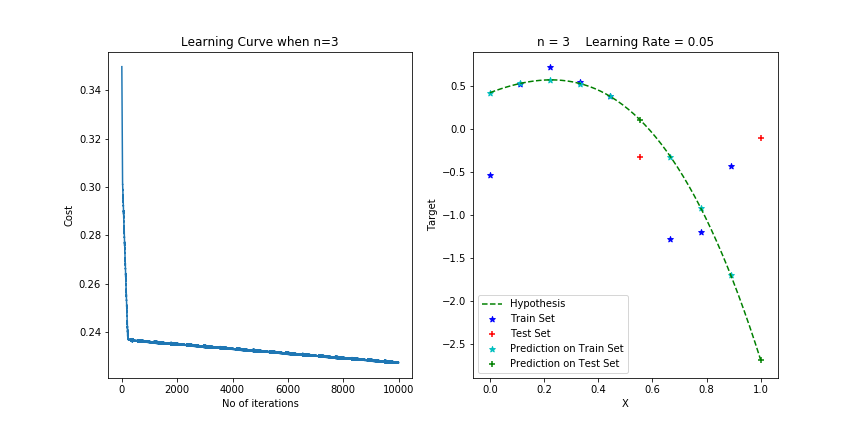 Learning Curve when n=3
0.34
0.32
0.30
0.28
0.26
0.24
Cost
0
2000
4000
6000
8000
10000
No of iterations
n = 3    Learning Rate = 0.05
0.5
0.0
−0.5
−1.0
−1.5
−2.0
−2.5
Target
Hypothesis
Train Set
Test Set
Prediction on Train Set
Prediction on Test Set
0.0
0.2
0.4
0.6
0.8
1.0
X